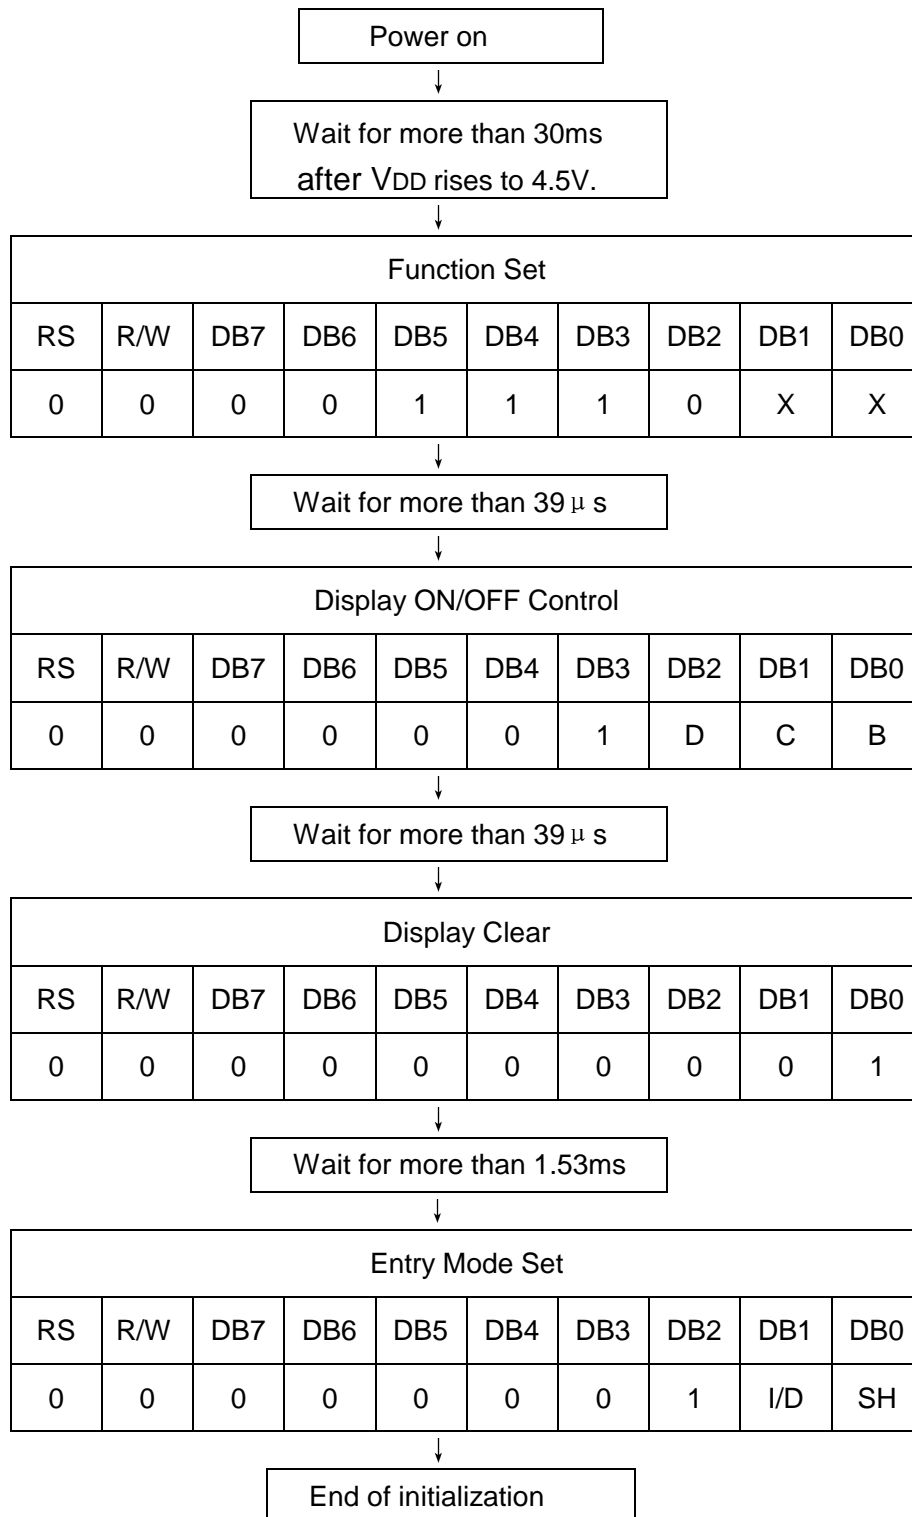 Power on
Wait for more than 30ms
after VDD rises to 4.5V.
Function Set
RS R/W DB7 DB6 DB5 DB4 DB3 DB2 DB1 DB0
0 0 0 0 1 1 1 0 X X
Wait for more than 39μs
Display ON/OFF Control
RS R/W DB7 DB6 DB5 DB4 DB3 DB2 DB1 DB0
0 0 0 0 0 0 1 D C B
Wait for more than 39μs
Display Clear
RS R/W DB7 DB6 DB5 DB4 DB3 DB2 DB1 DB0
0 0 0 0 0 0 0 0 0 1
Wait for more than 1.53ms
Entry Mode Set
RS R/W DB7 DB6 DB5 DB4 DB3 DB2 DB1 DB0
0 0 0 0 0 0 0 1 I/D SH
End of initialization